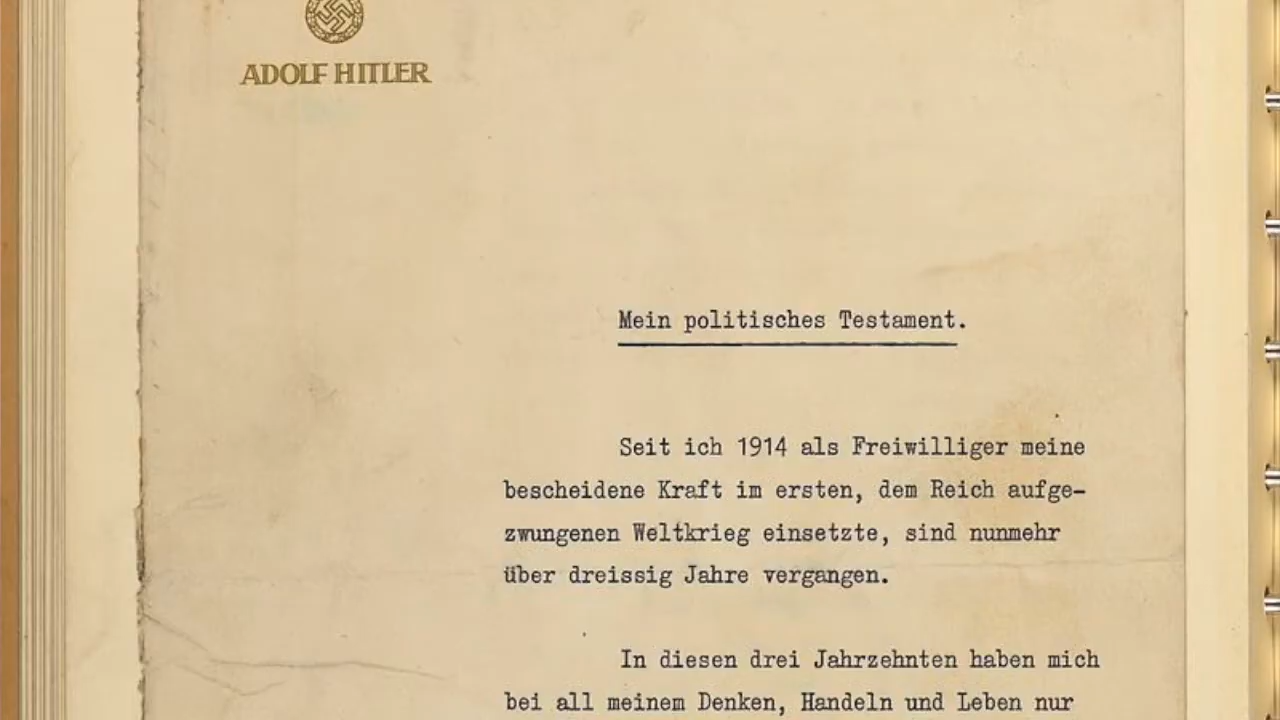 ADOLF HITLER
Mein politisches Testament.
Seit ich 1914 als Freiwilliger meine
bescheidene Kraft im ersten, dem Reich aufge-
zwungenen Weltkrieg einsetzte, sind nunmehr
über dreissig Jahre vergangen.
In diesen drei Jahrzehnten haben mich
bei all meinem Denken, Handeln und Leben nur